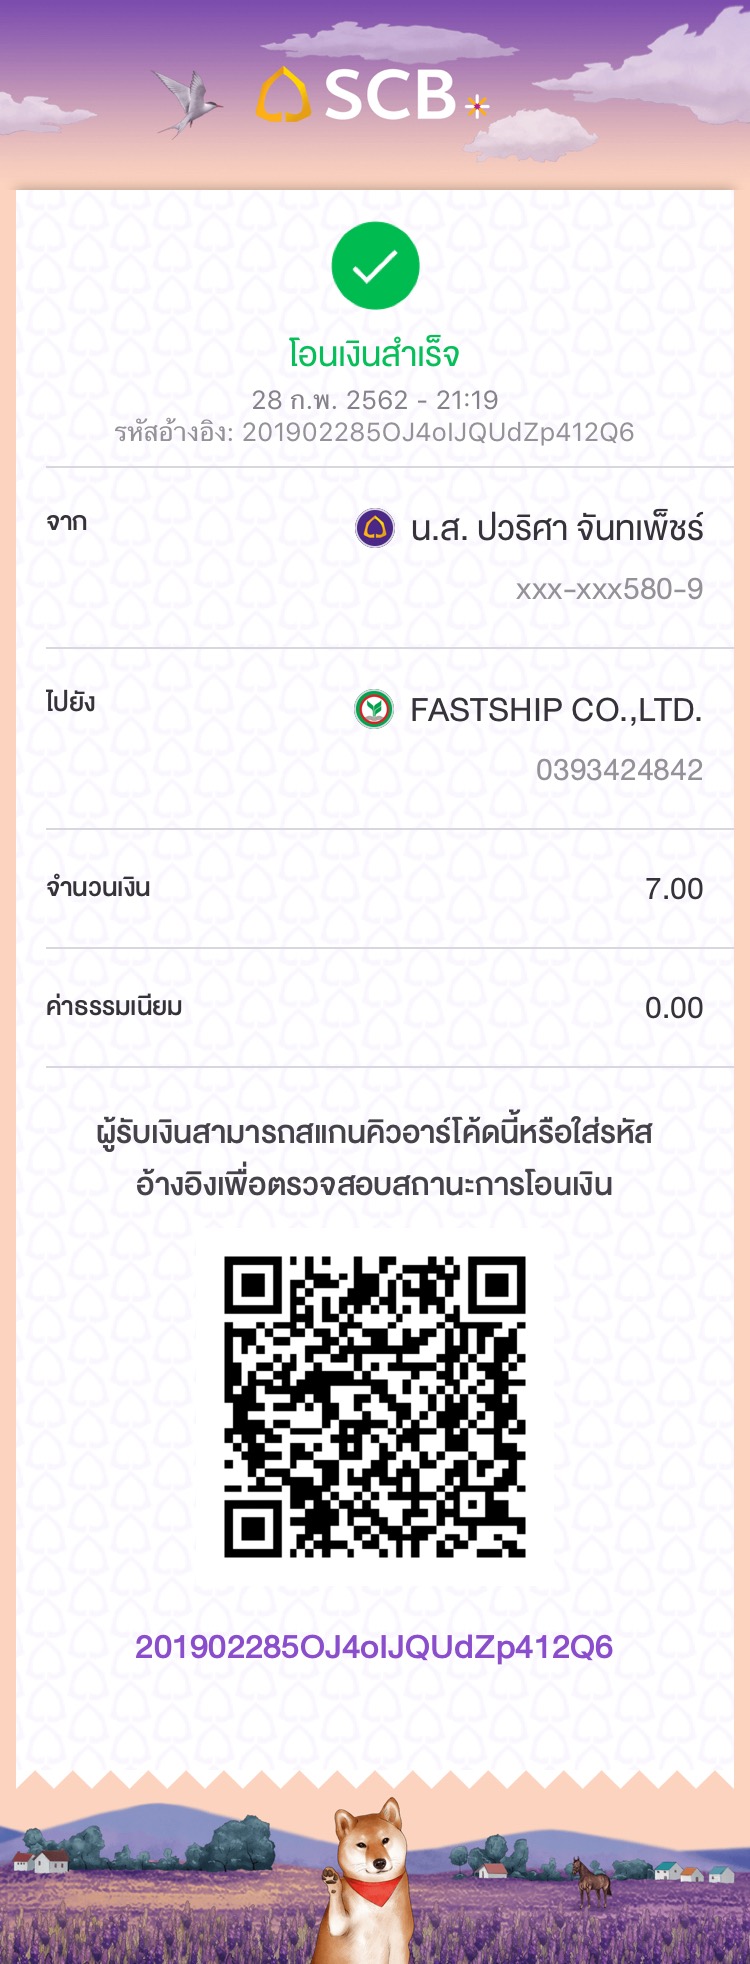 SCB
โอนเงินสำเร็จ
28 ก.พ. 2562 - 21:19
รหัสอ้างอิง: 201902285OJ4oIJQUdZp412Q6
จาก
น.ส. ปวริศา จันทเพ็ชร์
xxx-xxx580-9
ไปยัง
FASTSHIP CO.,LTD.
0393424842
จำนวนเงิน 7.00
ค่าธรรมเนียม 0.00
ผู้รับเงินสามารถสแกนคิวอาร์โค้ดนี้หรือใส่รหัส
อ้างอิงเพื่อตรวจสอบสถานะการโอนเงิน
201902285OJ4oIJQUdZp412Q6